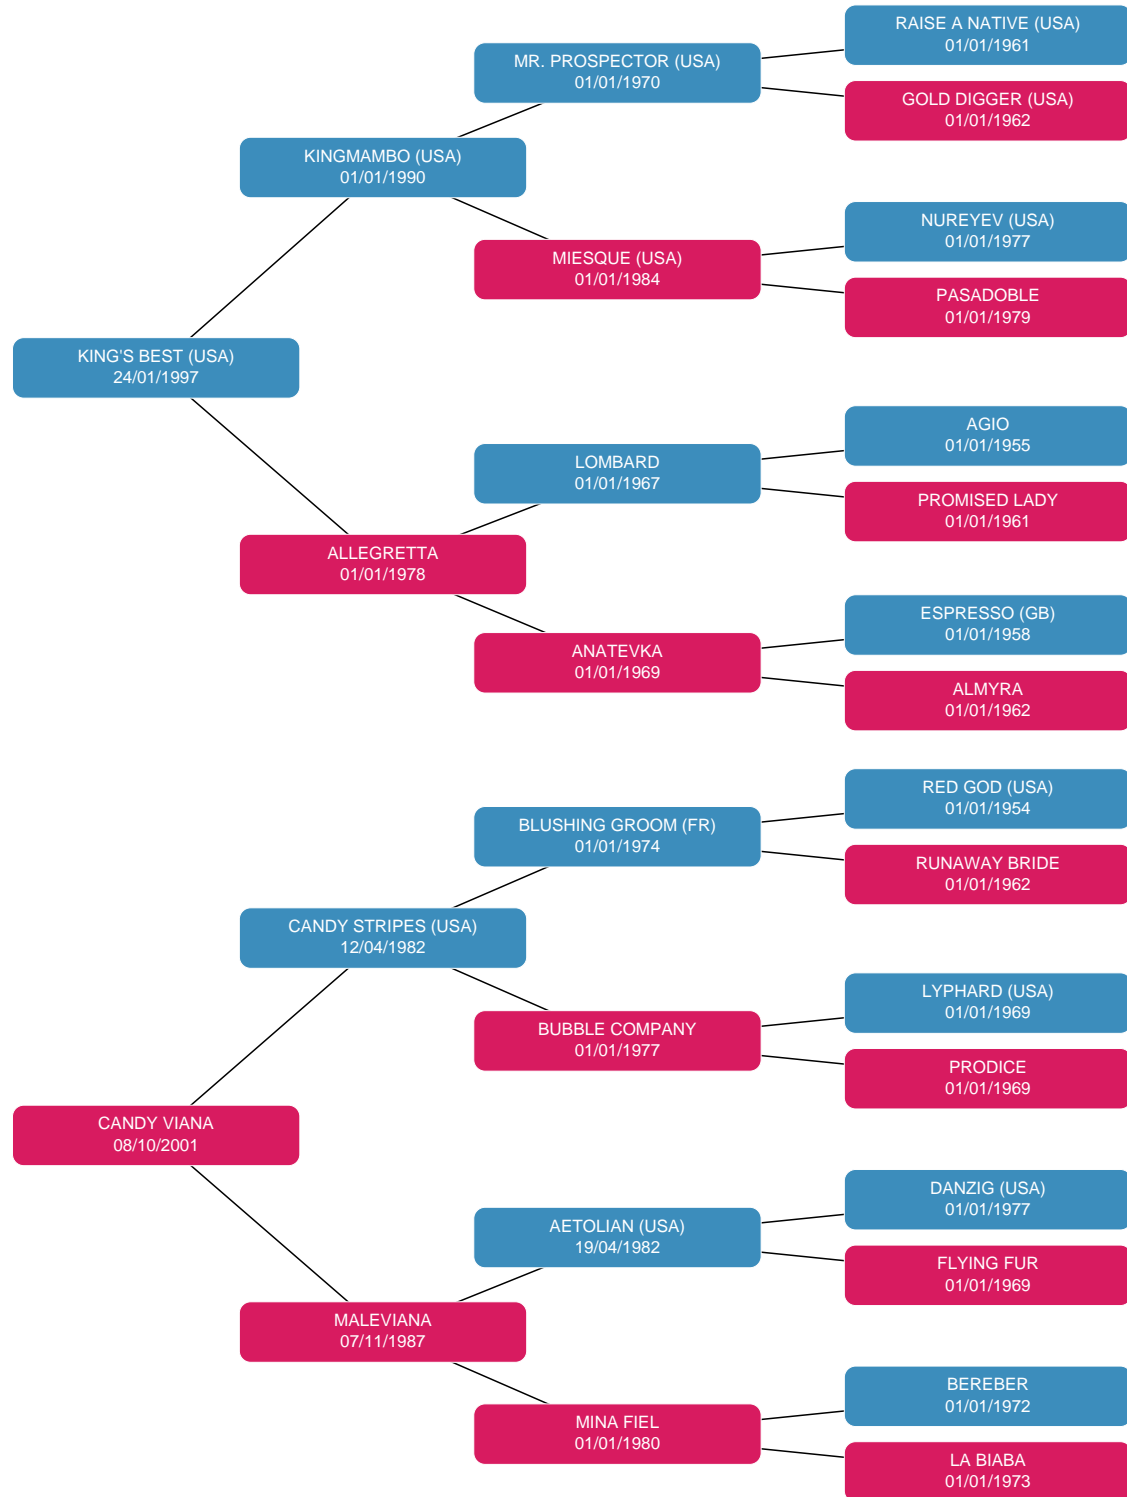 RAISE A NATIVE (USA)
01/01/1961
MR. PROSPECTOR (USA)
01/01/1970
GOLD DIGGER (USA)
01/01/1962
KINGMAMBO (USA)
01/01/1990
NUREYEV (USA)
01/01/1977
MIESQUE (USA)
01/01/1984
PASADOBLE
01/01/1979
KING'S BEST (USA)
24/01/1997
AGIO
01/01/1955
LOMBARD
01/01/1967
PROMISED LADY
01/01/1961
ALLEGRETTA
01/01/1978
ESPRESSO (GB)
01/01/1958
ANATEVKA
01/01/1969
ALMYRA
01/01/1962
RED GOD (USA)
01/01/1954
BLUSHING GROOM (FR)
01/01/1974
RUNAWAY BRIDE
01/01/1962
CANDY STRIPES (USA)
12/04/1982
LYPHARD (USA)
01/01/1969
BUBBLE COMPANY
01/01/1977
PRODICE
01/01/1969
CANDY VIANA
08/10/2001
DANZIG (USA)
01/01/1977
AETOLIAN (USA)
19/04/1982
FLYING FUR
01/01/1969
MALEVIANA
07/11/1987
BEREBER
01/01/1972
MINA FIEL
01/01/1980
LA BIABA
01/01/1973